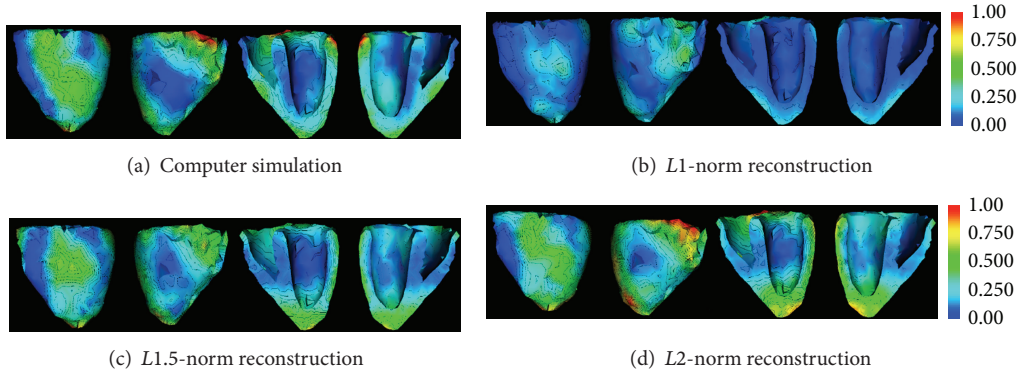 1.00
0.750
0.500
0.250
0.00
(a) Computer simulation
(b) L1-norm reconstruction
1.00
0.750
0.500
0.250
0.00
(c) L1.5-norm reconstruction
(d) L2-norm reconstruction